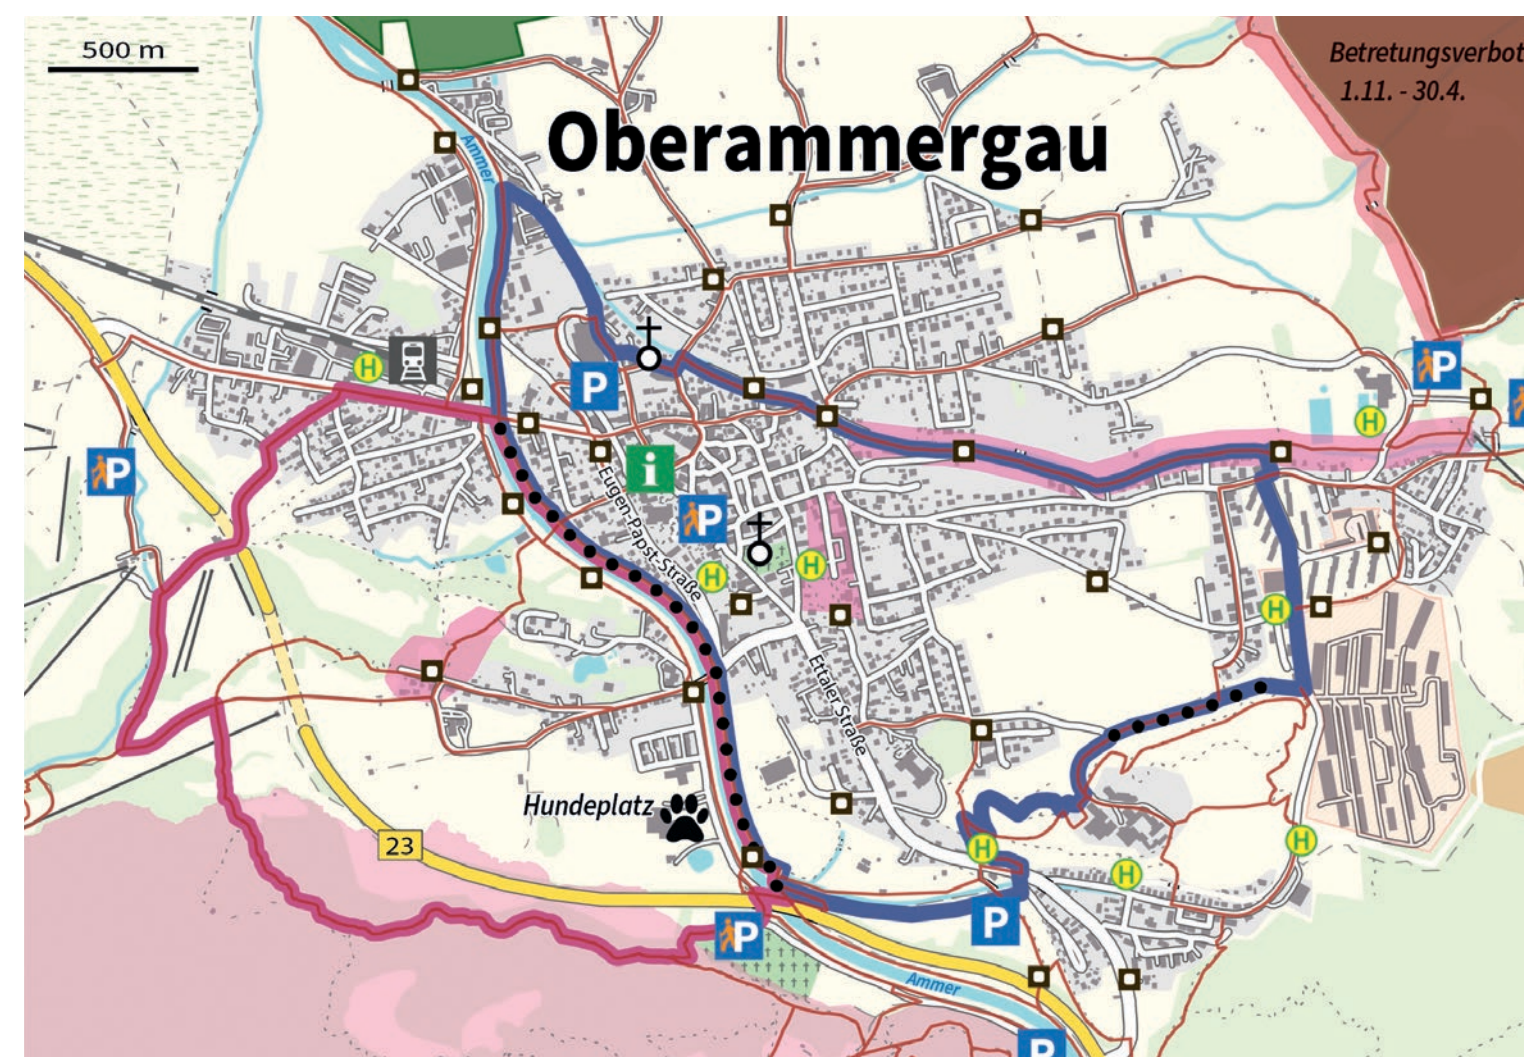 500 m
Betretungsverbot
1.11. - 30.4.
Oberammergau
Ammer
H
P
P
H
P
i
Eugen-Papst-Straße
P
H
H
H
Ettaler Straße
Hundeplatz
23
H
H
H
P
P
Ammer
P